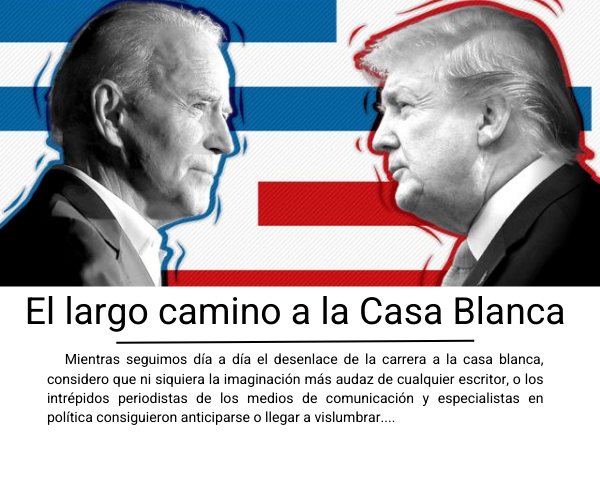 El largo camino a la Casa Blanca
Mientras seguimos día a día el desenlace de la carrera a la casa blanca,
considero que ni siquiera la imaginación más audaz de cualquier escritor, o los
intrépidos periodistas de los medios de comunicación y especialistas en
política consiguieron anticiparse o llegar a vislumbrar....